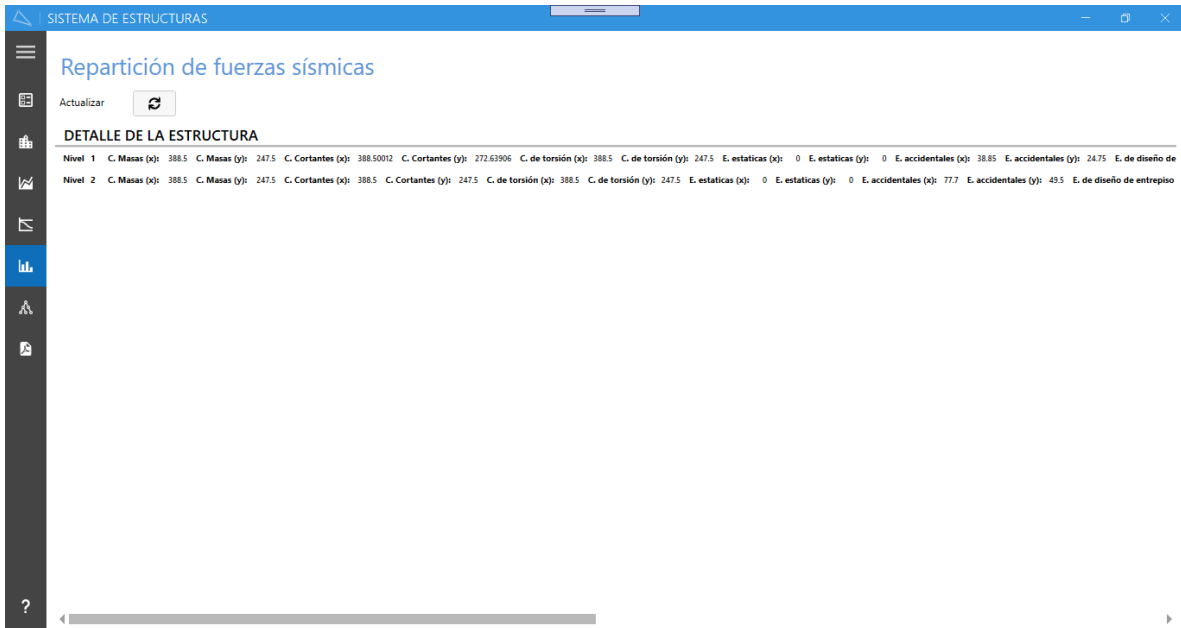 SISTEMA DE ESTRUCTURAS
Repartición de fuerzas sísmicas
Actualizar
DETALLE DE LA ESTRUCTURA
Nivel 1 C. Masas (x): 388.5 C. Masas (y): 247.5 C. Cortantes (x): 388.50012 C. Cortantes (y): 272.63906 C. de torsión (x): 388.5 C. de torsión (y): 247.5 E. estaticas (x): 0 E. estaticas (y): 0 E. accidentales (x): 38.85 E. accidentales (y): 24.75 E. de diseño de
Nivel 2 C. Masas (x): 388.5 C. Masas (y): 247.5 C. Cortantes (x): 388.5 C. Cortantes (y): 247.5 C. de torsión (x): 388.5 C. de torsión (y): 247.5 E. estaticas (x): 0 E. estaticas (y): 0 E. accidentales (x): 77.7 E. accidentales (y): 49.5 E. de diseño de entrepiso
?